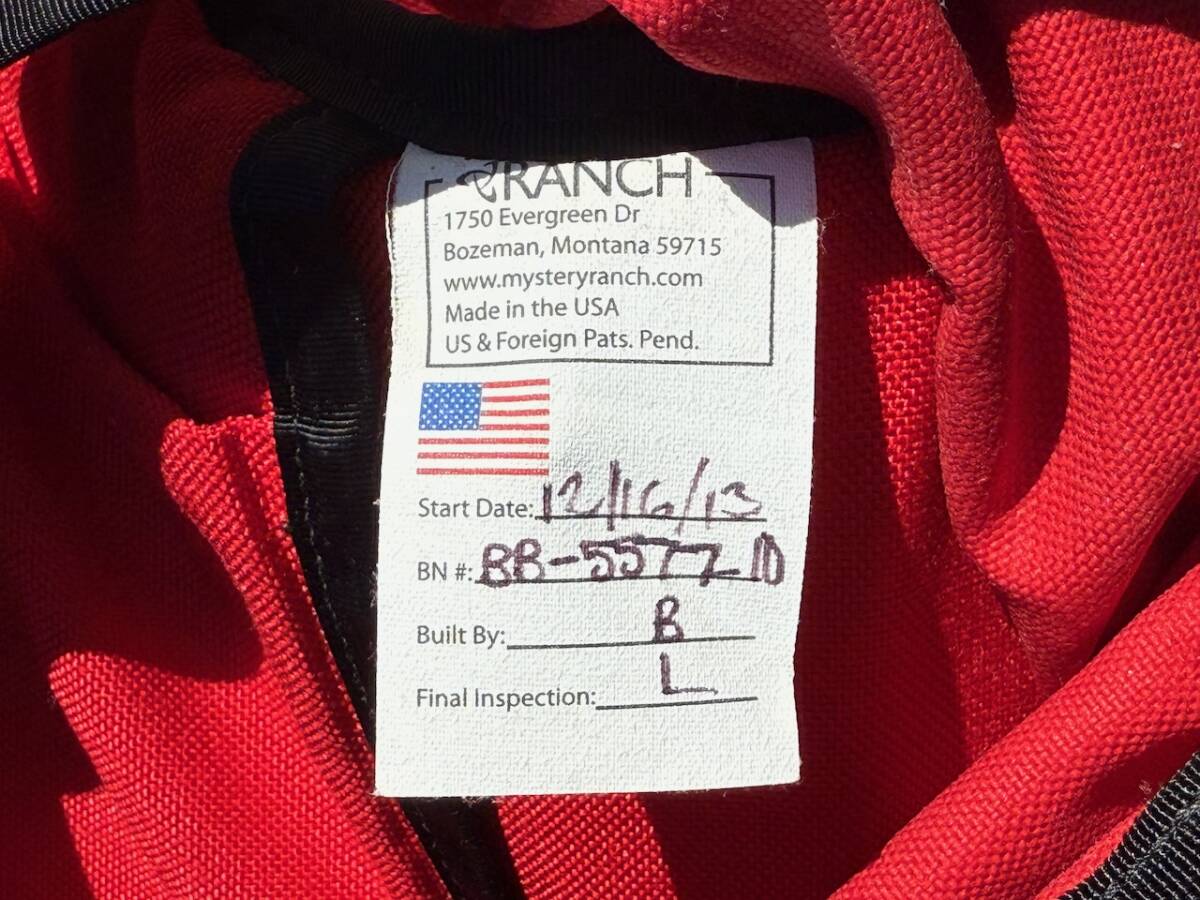 RANCH
1750 Evergreen Dr
Bozeman, Montana 59715
www.mysteryranch.com
Made in the USA
US & Foreign Pats. Pend.
Start Date: 12/16/13
BN #: BB-5577
Built By: B
Final Inspection: L